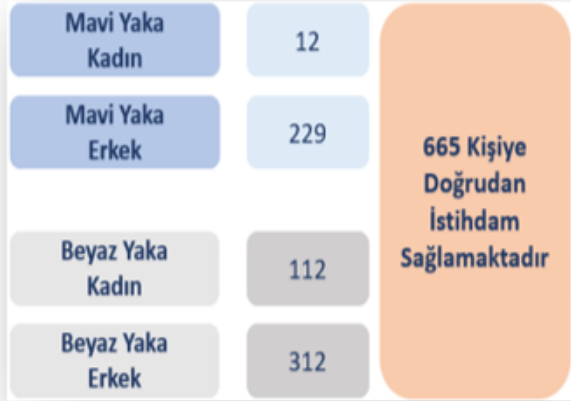 Mavi Yaka
Kadın
12
Mavi Yaka
Erkek
229
Beyaz Yaka
Kadın
112
Beyaz Yaka
Erkek
312
665 Kişiye
Doğrudan
İstihdam
Sağlamaktadır